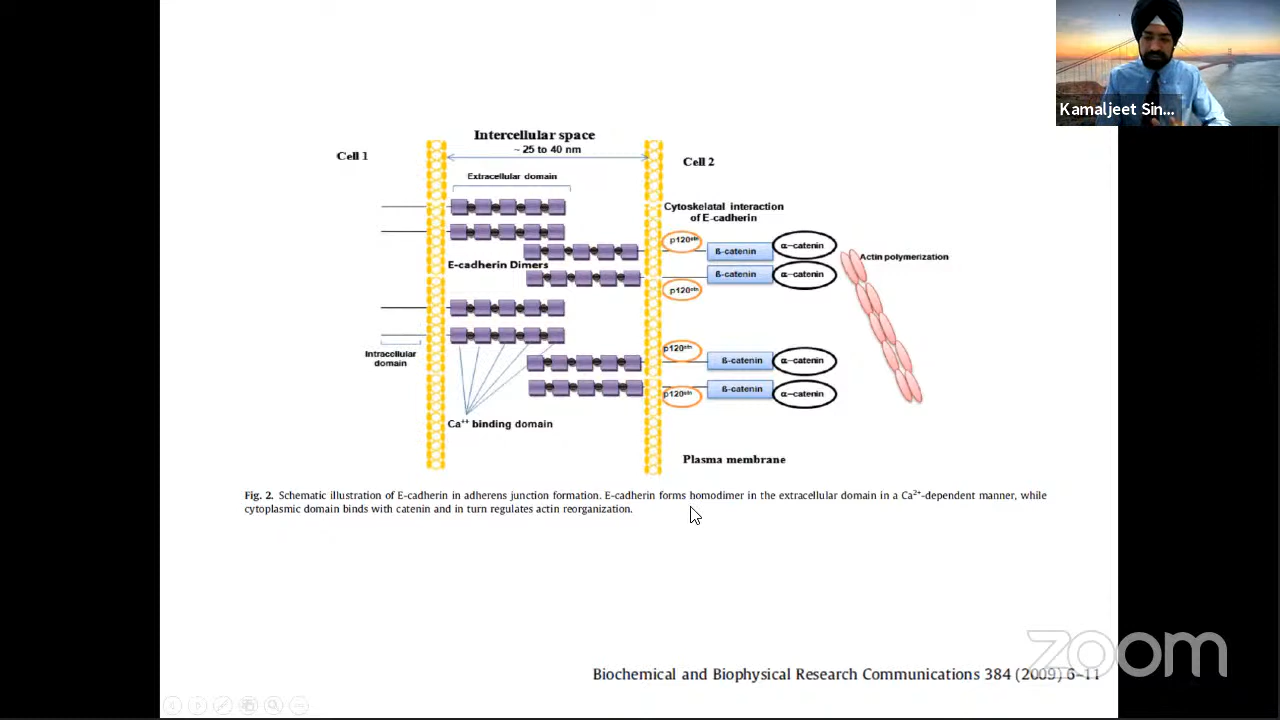 Kamaljeet Sin...
Intercellular space
~ 25 to 40 nm
Cell 1
Cell 2
Extracellular domain
Cytoskelatal interaction
of E-cadherin
p120ctn
ß-catenin
α–catenin
Actin polymerization
E-cadherin Dimers
ß-catenin
α–catenin
p120ctn
Intracellular
domain
p120ctn
ß-catenin
α–catenin
ß-catenin
α–catenin
p120ctn
Ca⁺⁺ binding domain
Plasma membrane
Fig. 2. Schematic illustration of E-cadherin in adherens junction formation. E-cadherin forms homodimer in the extracellular domain in a Ca²⁺-dependent manner, while
cytoplasmic domain binds with catenin and in turn regulates actin reorganization.
zoom
Biochemical and Biophysical Research Communications 384 (2009) 6–11